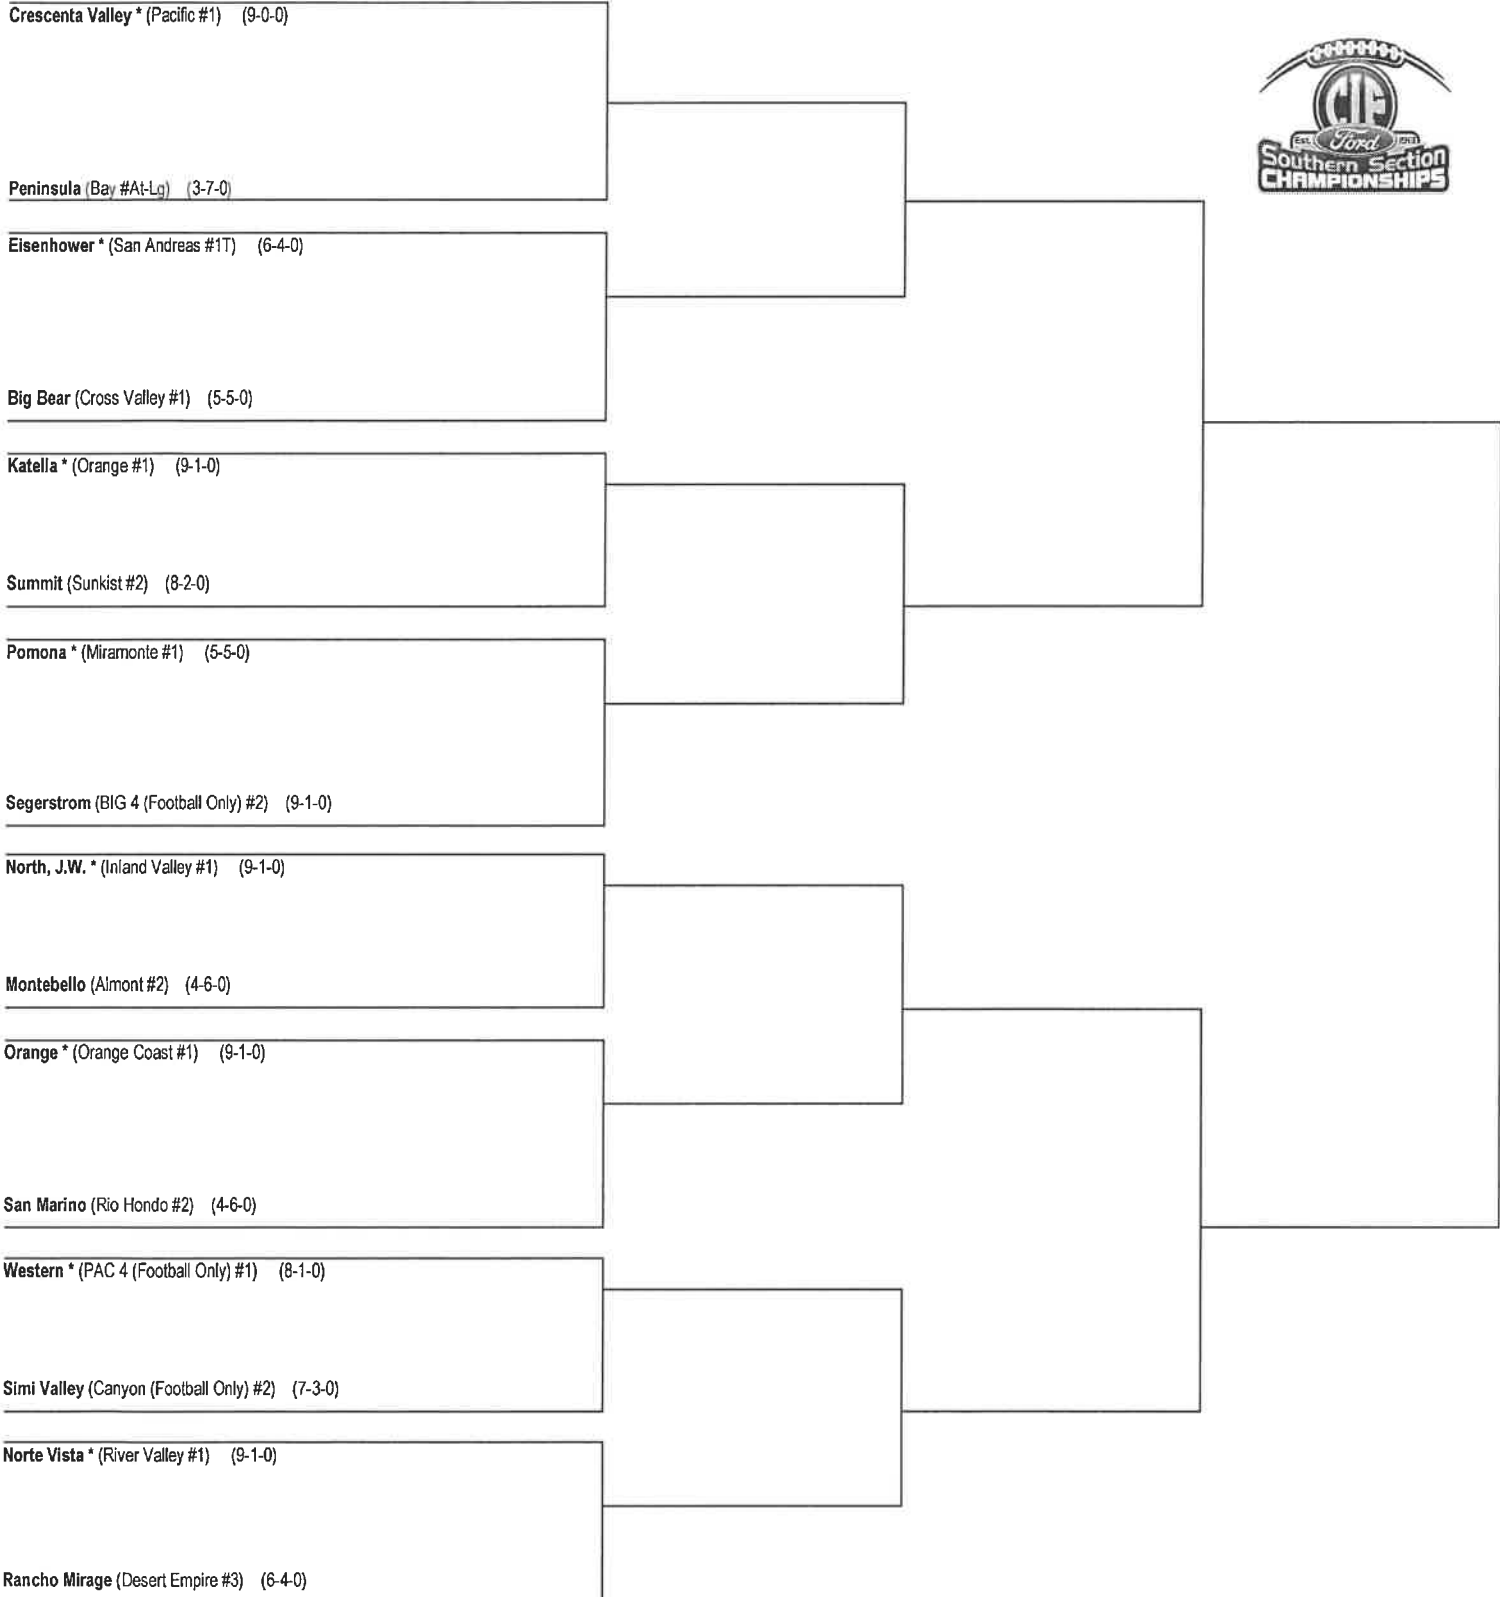 Crescenta Valley * (Pacific #1) (9-0-0)
CIF
Est. Ford
Southern Section
CHAMPIONSHIPS
Peninsula (Bay #At-Lg) (3-7-0)
Eisenhower * (San Andreas #1T) (6-4-0)
Big Bear (Cross Valley #1) (5-5-0)
Katella * (Orange #1) (9-1-0)
Summit (Sunkist #2) (8-2-0)
Pomona * (Miramonte #1) (5-5-0)
Segerstrom (BIG 4 (Football Only) #2) (9-1-0)
North, J.W. * (Inland Valley #1) (9-1-0)
Montebello (Almont #2) (4-6-0)
Orange * (Orange Coast #1) (9-1-0)
San Marino (Rio Hondo #2) (4-6-0)
Western * (PAC 4 (Football Only) #1) (8-1-0)
Simi Valley (Canyon (Football Only) #2) (7-3-0)
Norte Vista * (River Valley #1) (9-1-0)
Rancho Mirage (Desert Empire #3) (6-4-0)